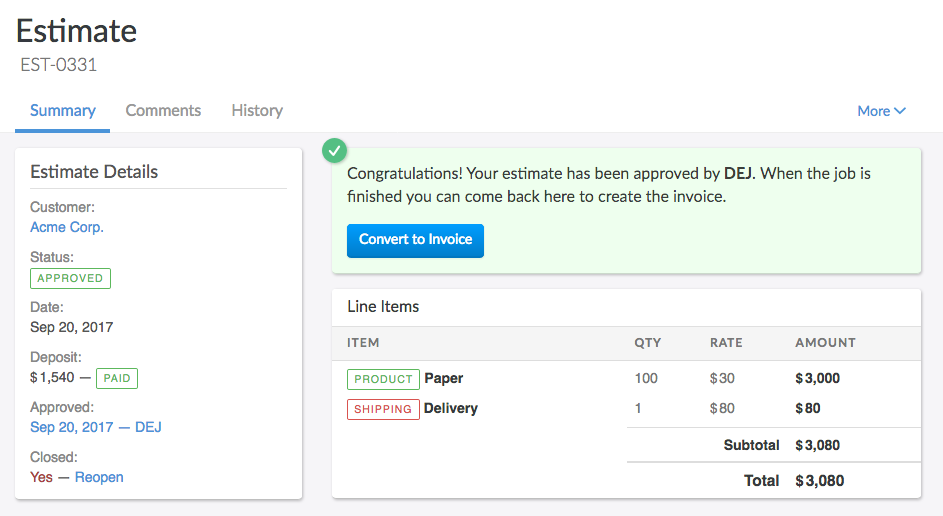 Estimate
EST-0331
Summary Comments History More
Estimate Details
Customer:
Acme Corp.
Status:
APPROVED
Date:
Sep 20, 2017
Deposit:
$1,540 — PAID
Approved:
Sep 20, 2017 — DEJ
Closed:
Yes — Reopen
Congratulations! Your estimate has been approved by DEJ. When the job is
finished you can come back here to create the invoice.
Convert to Invoice
Line Items
ITEM QTY RATE AMOUNT
PRODUCT Paper 100 $30 $3,000
SHIPPING Delivery 1 $80 $80
Subtotal $3,080
Total $3,080